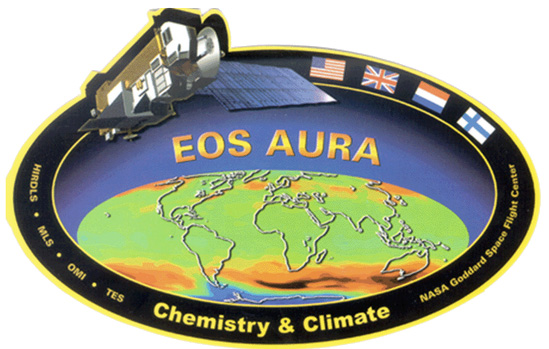 EOS AURA
HIRDLS • MLS • OMI • TES
Chemistry & Climate
NASA Goddard Space Flight Center